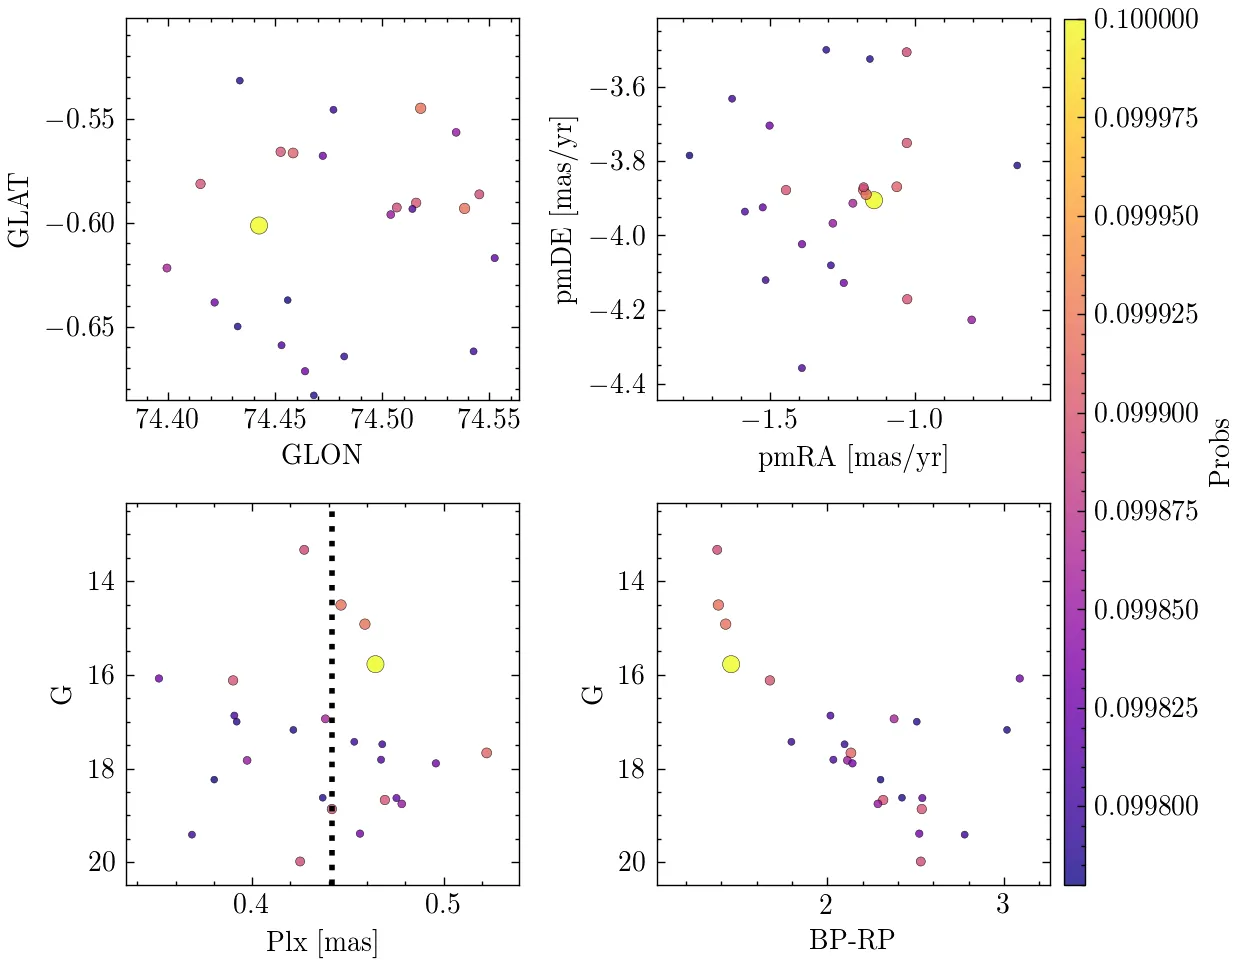 −0.55
−0.60
−0.65
GLAT
74.40 74.45 74.50 74.55
GLON
−3.6
−3.8
−4.0
−4.2
−4.4
pmDE [mas/yr]
−1.5 −1.0
pmRA [mas/yr]
14
16
18
20
G
0.4 0.5
Plx [mas]
14
16
18
20
G
2 3
BP-RP
0.100000
0.099975
0.099950
0.099925
0.099900
0.099875
0.099850
0.099825
0.099800
Probs